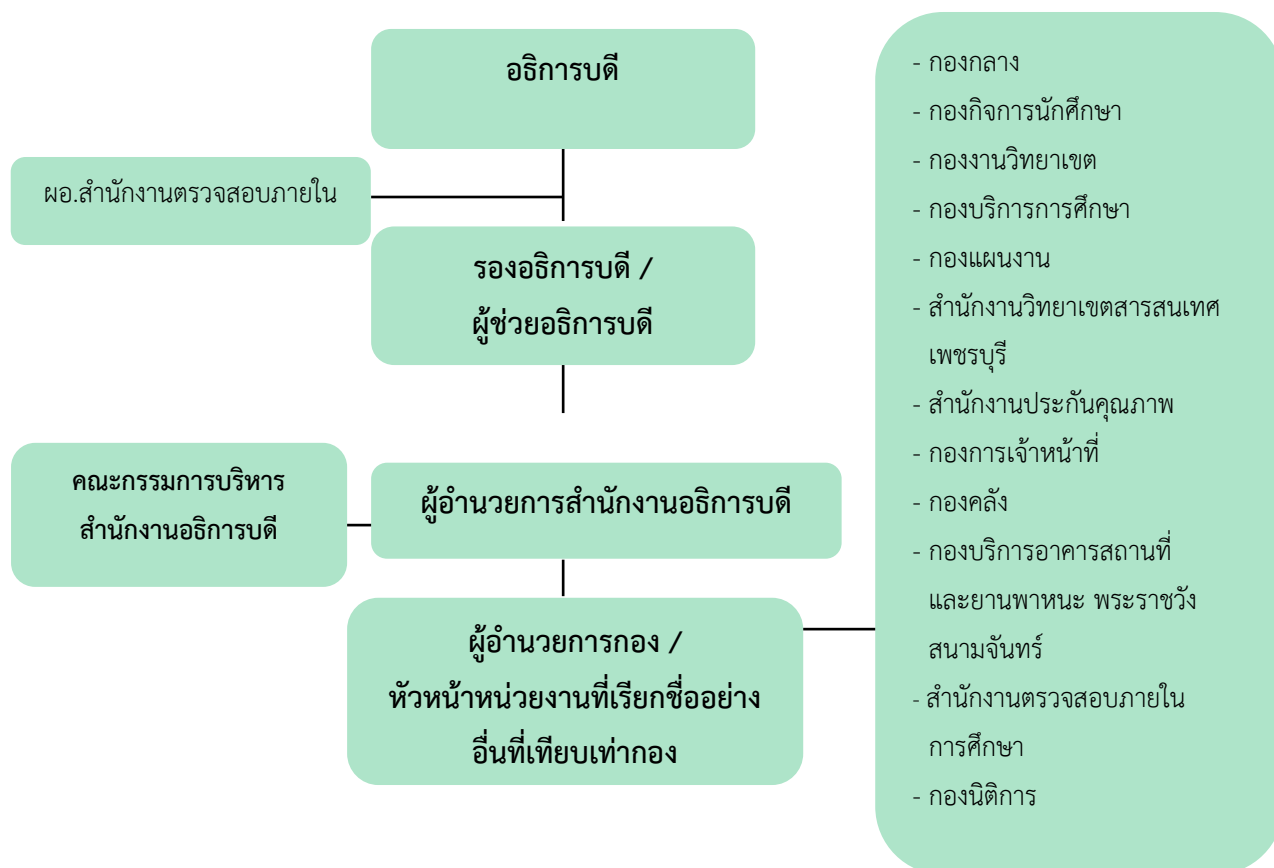 อธิการบดี
ผอ.สำนักงานตรวจสอบภายใน
รองอธิการบดี /
ผู้ช่วยอธิการบดี
คณะกรรมการบริหาร
สำนักงานอธิการบดี
ผู้อำนวยการสำนักงานอธิการบดี
ผู้อำนวยการกอง /
หัวหน้าหน่วยงานที่เรียกชื่ออย่าง
อื่นที่เทียบเท่ากอง
- กองกลาง
- กองกิจการนักศึกษา
- กองงานวิทยาเขต
- กองบริการการศึกษา
- กองแผนงาน
- สำนักงานวิทยาเขตสารสนเทศ
เพชรบุรี
- สำนักงานประกันคุณภาพ
- กองการเจ้าหน้าที่
- กองคลัง
- กองบริการอาคารสถานที่
และยานพาหนะ พระราชวัง
สนามจันทร์
- สำนักงานตรวจสอบภายใน
การศึกษา
- กองนิติการ